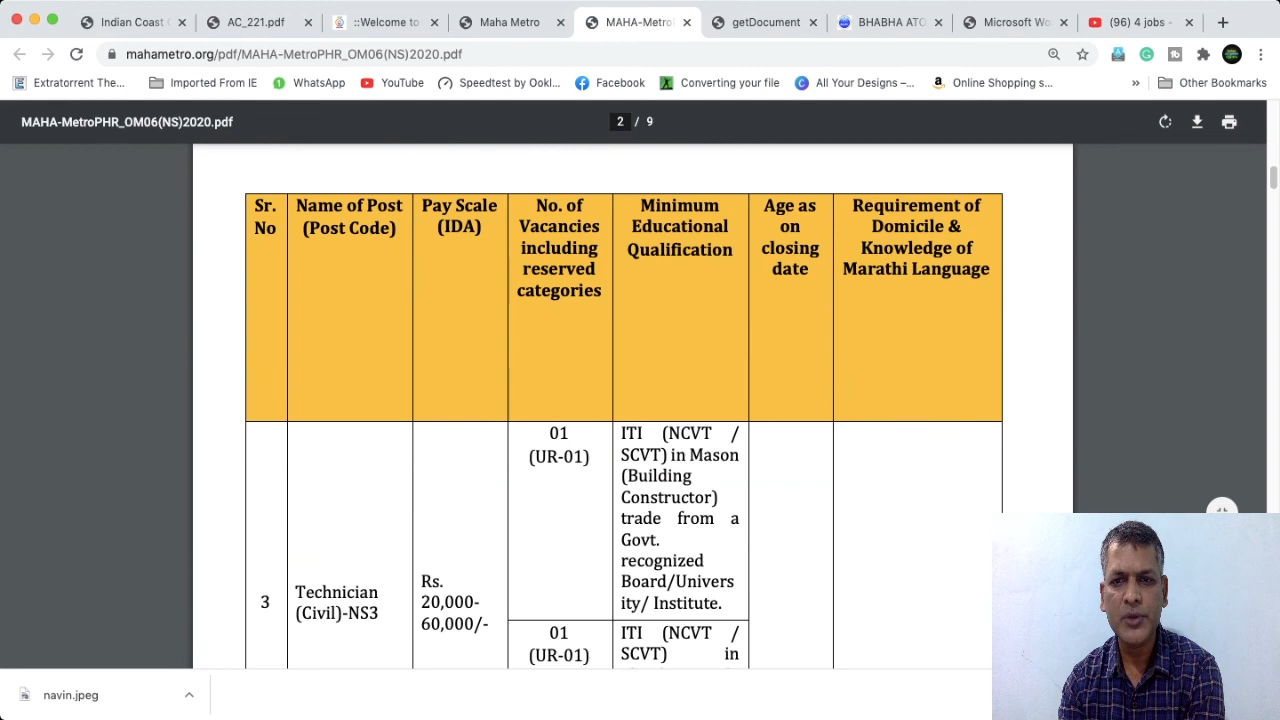 Indian Coast G
AC_221.pdf
::Welcome to
Maha Metro
MAHA-Metro
getDocument
BHABHA ATO
Microsoft Wo
(96) 4 jobs -
mahametro.org/pdf/MAHA-MetroPHR_OM06(NS)2020.pdf
Extratorrent The...
Imported From IE
WhatsApp
YouTube
Speedtest by Ookl...
Facebook
Converting your file
All Your Designs –...
Online Shopping s...
»
Other Bookmarks
MAHA-MetroPHR_OM06(NS)2020.pdf
2 / 9
Sr.
No
Name of Post
(Post Code)
Pay Scale
(IDA)
No. of
Vacancies
including
reserved
categories
Minimum
Educational
Qualification
Age as
on
closing
date
Requirement of
Domicile &
Knowledge of
Marathi Language
3
Technician
(Civil)-NS3
Rs.
20,000-
60,000/-
01
(UR-01)
ITI (NCVT /
SCVT) in Mason
(Building
Constructor)
trade from a
Govt.
recognized
Board/Univers
ity/ Institute.
01
(UR-01)
ITI (NCVT /
SCVT) in
navin.jpeg